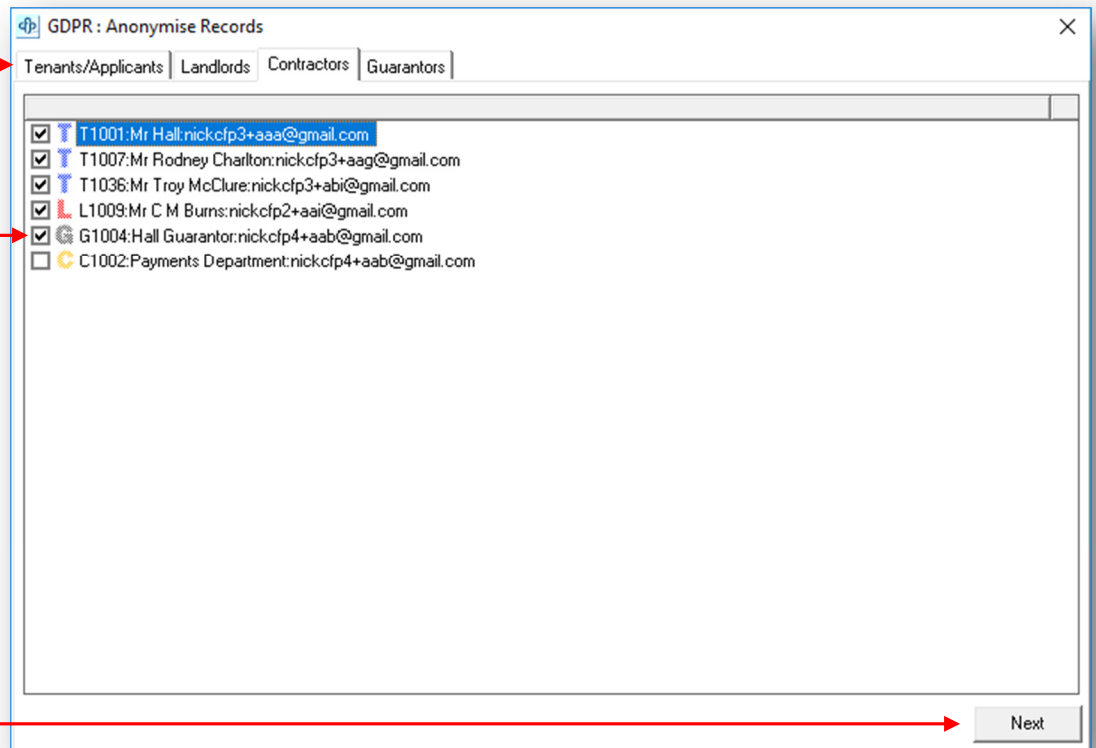 GDPR : Anonymise Records
Tenants/Applicants Landlords Contractors Guarantors
T T1001:Mr Hall:nickcfp3+aaa@gmail.com
T T1007:Mr Rodney Charlton:nickcfp3+aag@gmail.com
T T1036:Mr Troy McClure:nickcfp3+abi@gmail.com
L L1009:Mr C M Burns:nickcfp2+aai@gmail.com
G G1004:Hall Guarantor:nickcfp4+aab@gmail.com
C C1002:Payments Department:nickcfp4+aab@gmail.com
Next